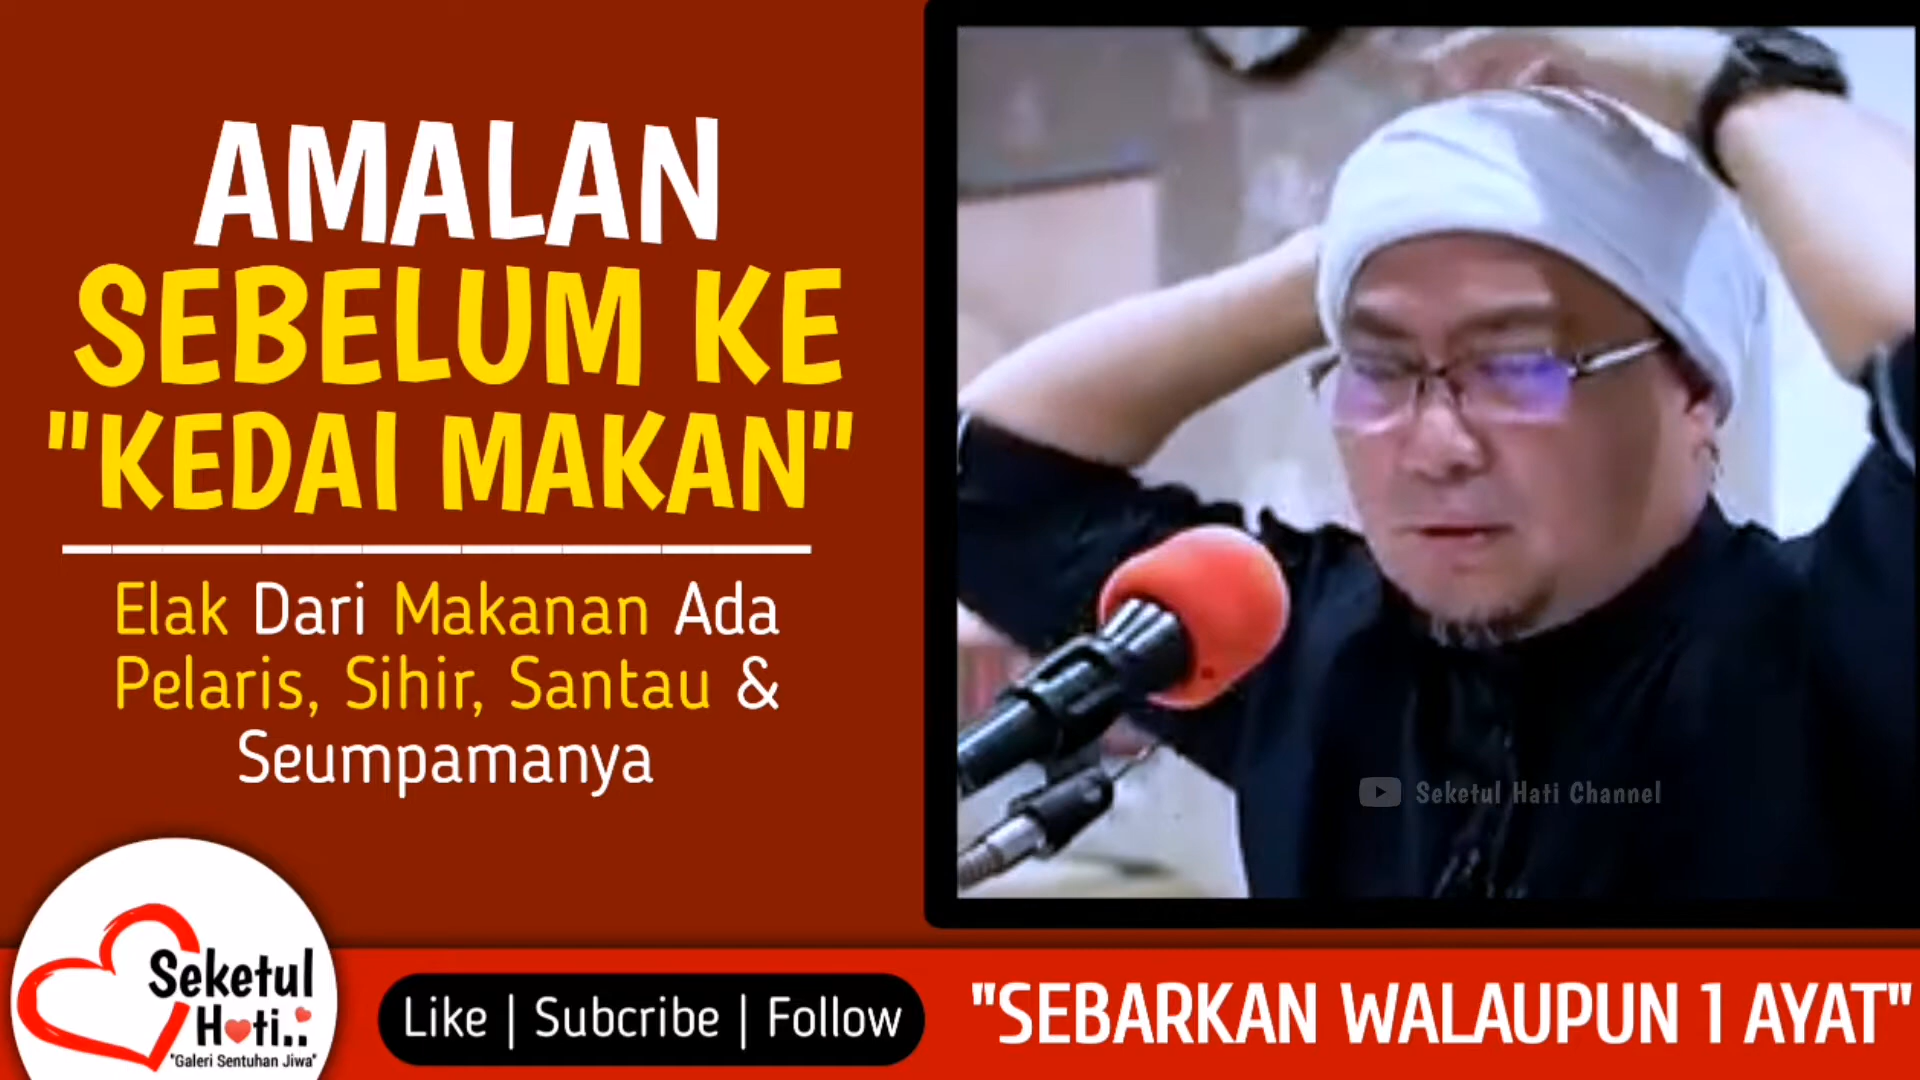 AMALAN
SEBELUM KE
"KEDAI MAKAN"
Elak Dari Makanan Ada
Pelaris, Sihir, Santau &
Seumpamanya
Seketul Hati Channel
Seketul
Hati..
"Galeri Sentuhan Jiwa"
Like | Subcribe | Follow
"SEBARKAN WALAUPUN 1 AYAT"